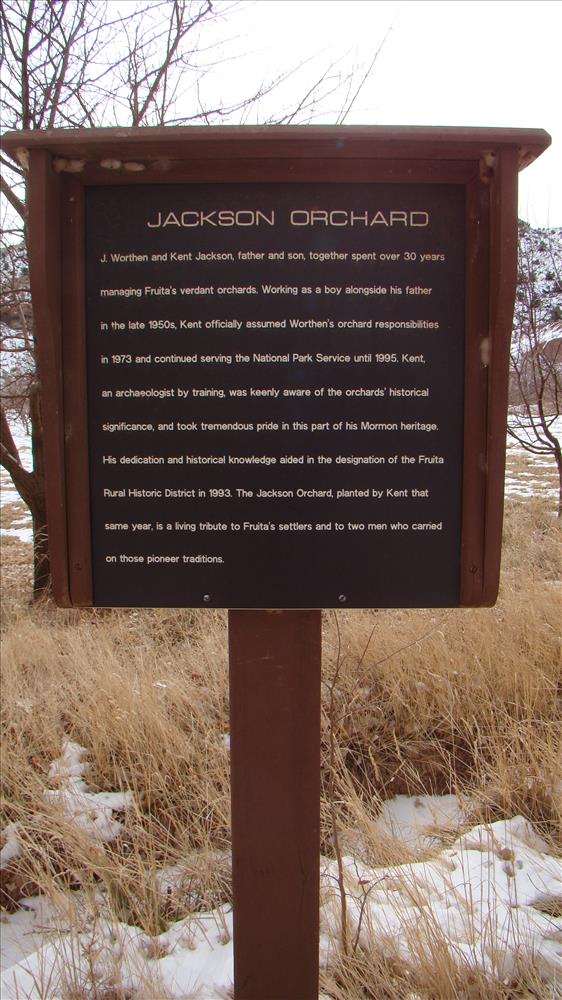 JACKSON ORCHARD
J. Worthen and Kent Jackson, father and son, together spent over 30 years
managing Fruita's verdant orchards. Working as a boy alongside his father
in the late 1950s, Kent officially assumed Worthen's orchard responsibilities
in 1973 and continued serving the National Park Service until 1995. Kent,
an archaeologist by training, was keenly aware of the orchards' historical
significance, and took tremendous pride in this part of his Mormon heritage.
His dedication and historical knowledge aided in the designation of the Fruita
Rural Historic District in 1993. The Jackson Orchard, planted by Kent that
same year, is a living tribute to Fruita's settlers and to two men who carried
on those pioneer traditions.